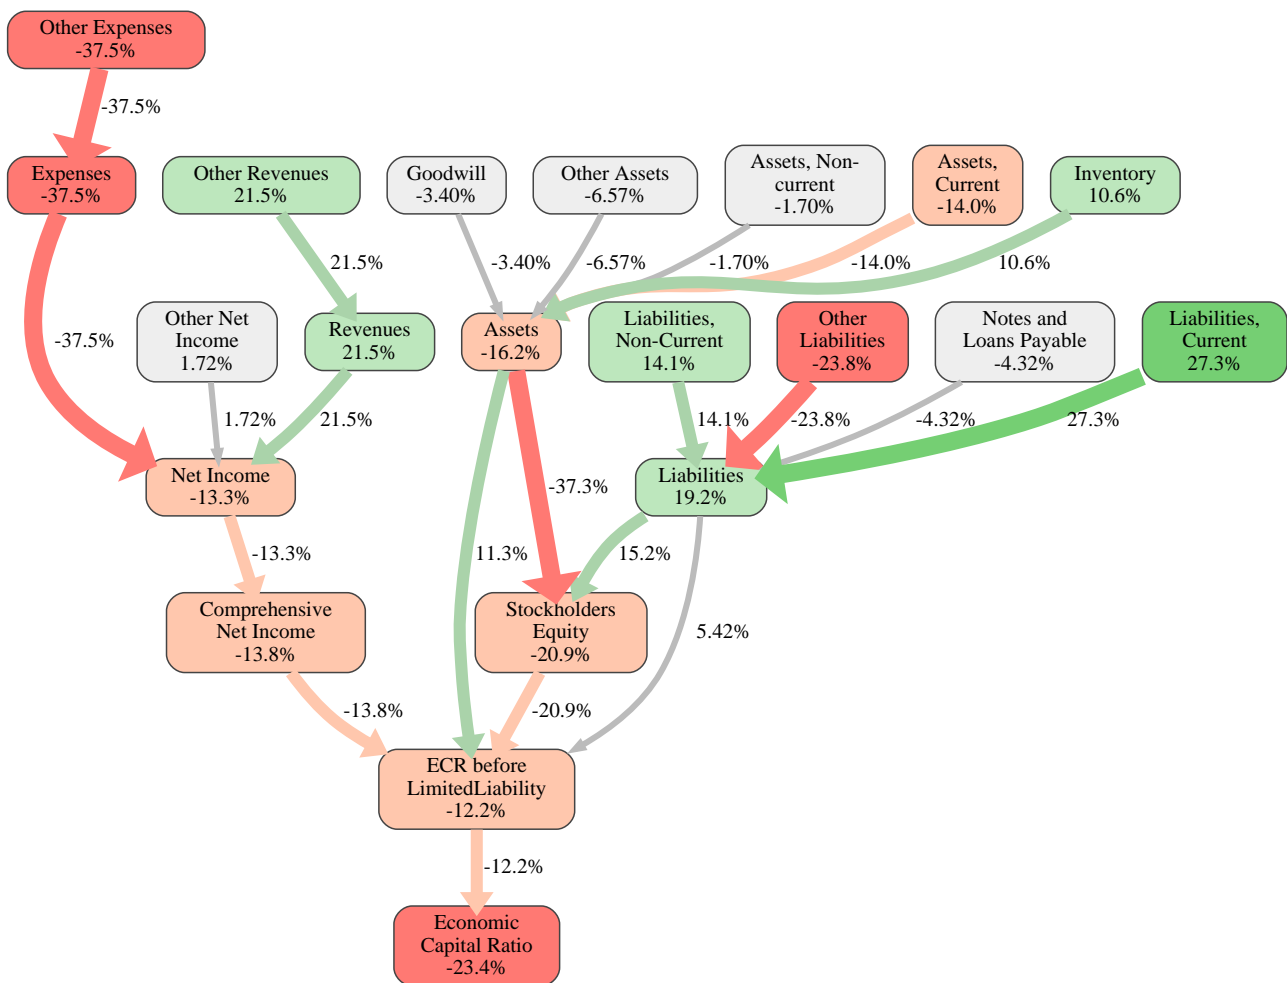 Other Expenses
-37.5%
-37.5%
Expenses
-37.5%
Other Revenues
21.5%
Goodwill
-3.40%
Other Assets
-6.57%
Assets, Non-
current
-1.70%
Assets,
Current
-14.0%
Inventory
10.6%
21.5%
-3.40%
-6.57%
-1.70%
-14.0%
10.6%
-37.5%
Other Net
Income
1.72%
Revenues
21.5%
Assets
-16.2%
Liabilities,
Non-Current
14.1%
Other
Liabilities
-23.8%
Notes and
Loans Payable
-4.32%
Liabilities,
Current
27.3%
1.72%
21.5%
14.1%
-23.8%
-4.32%
27.3%
Net Income
-13.3%
-37.3%
Liabilities
19.2%
-13.3%
11.3%
15.2%
Comprehensive
Net Income
-13.8%
Stockholders
Equity
-20.9%
5.42%
-13.8%
-20.9%
ECR before
LimitedLiability
-12.2%
-12.2%
Economic
Capital Ratio
-23.4%